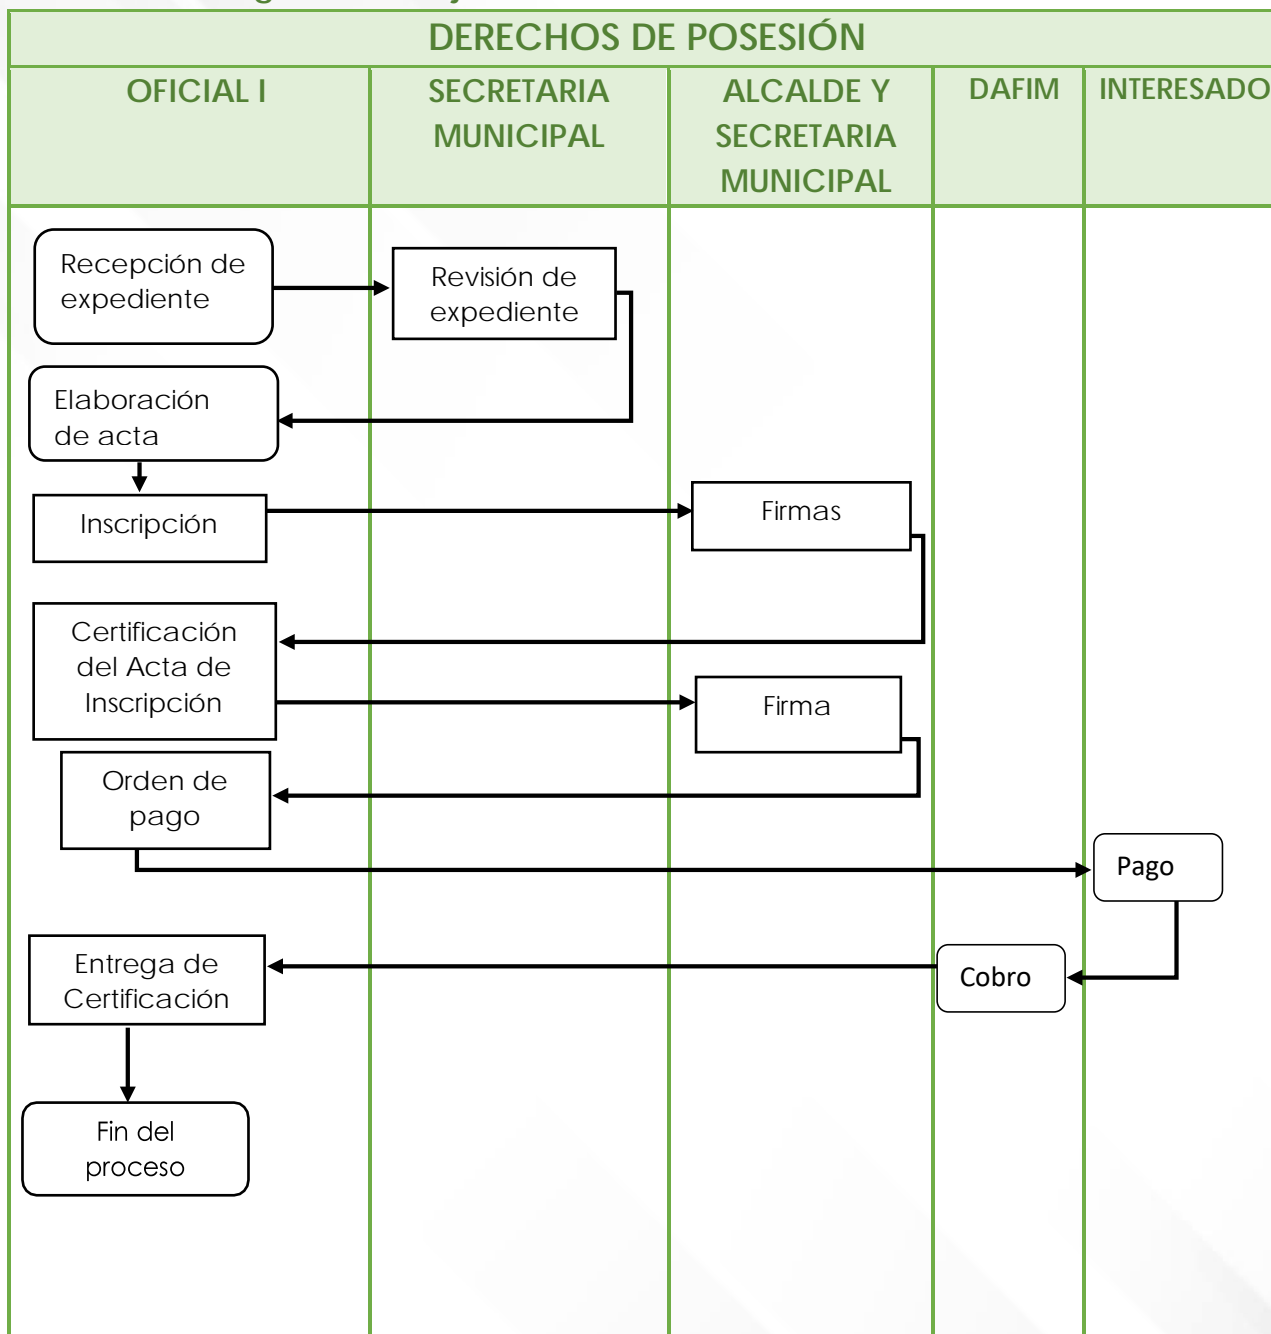 DERECHOS DE POSESIÓN
OFICIAL I
SECRETARIA
MUNICIPAL
ALCALDE Y
SECRETARIA
MUNICIPAL
DAFIM
INTERESADO
Recepción de
expediente
Revisión de
expediente
Elaboración
de acta
Inscripción
Firmas
Certificación
del Acta de
Inscripción
Firma
Orden de
pago
Pago
Entrega de
Certificación
Cobro
Fin del
proceso